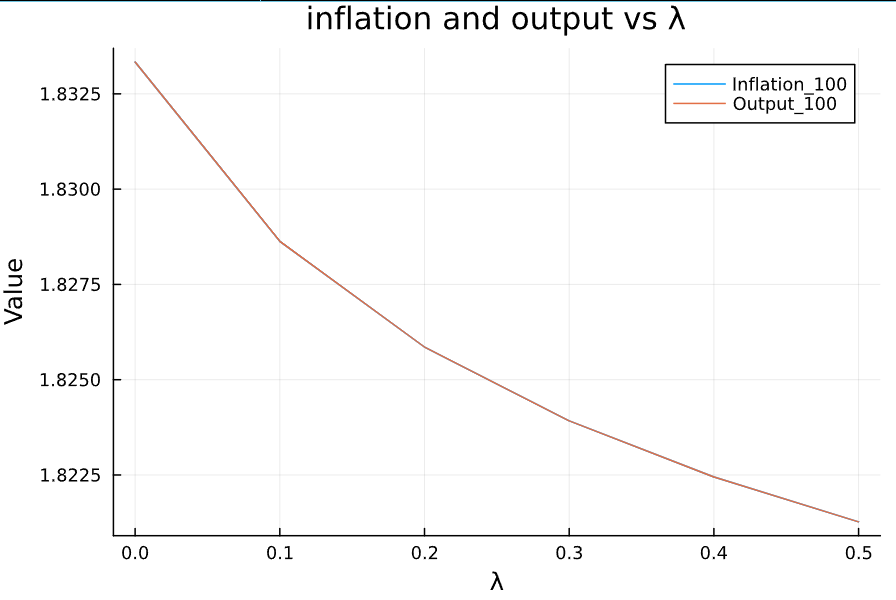 inflation and output vs λ
Inflation_100
Output_100
Value
1.8325
1.8300
1.8275
1.8250
1.8225
0.0 0.1 0.2 0.3 0.4 0.5
λ